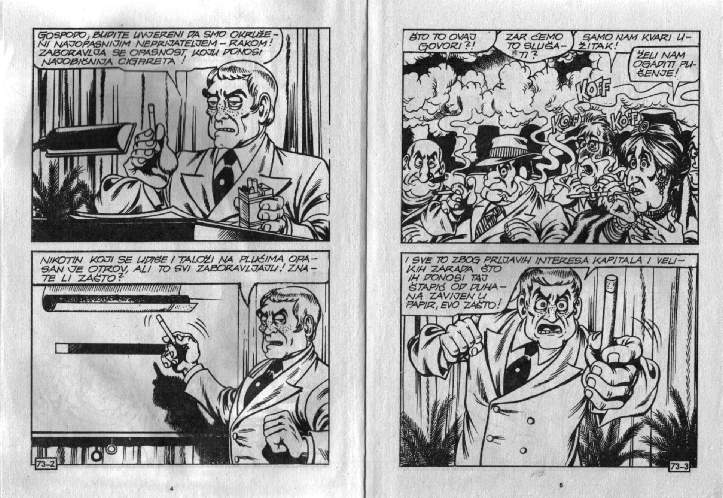 GOSPODO, BUDITE UVJERENI DA SMO OKRUŽE-
NI NAJOPASNIJIM NEPRIJATELJEM-RAKOM!
ZABORAVLJA SE OPASNOST, KOJU DONOSI
NAJOBIČNIJA CIGARETA!
NIKOTIN KOJI SE UDIŠE I TALOŽI NA PLUĆIMA OPA-
SAN JE OTROV, ALI TO SVI ZABORAVLJAJU! ZNA-
TE LI ZAŠTO?
73-2
4
ŠTO TO OVAJ
GOVORI?!
ZAR ĆEMO
TO SLUŠA-
TI?
SAMO NAM KVARI U-
ŽITAK!
ŽELI NAM
OGADITI PU-
ŠENJE!
KOFF
KOFF
KOFF
I SVE TO ZBOG PRLJAVIH INTERESA KAPITALA I VELI-
KIH ZARADA ŠTO
IH DONOSI TAJ
ŠTAPIĆ OD DUHA-
NA ZAVIJEN U
PAPIR, EVO ZAŠTO!
73-3
5